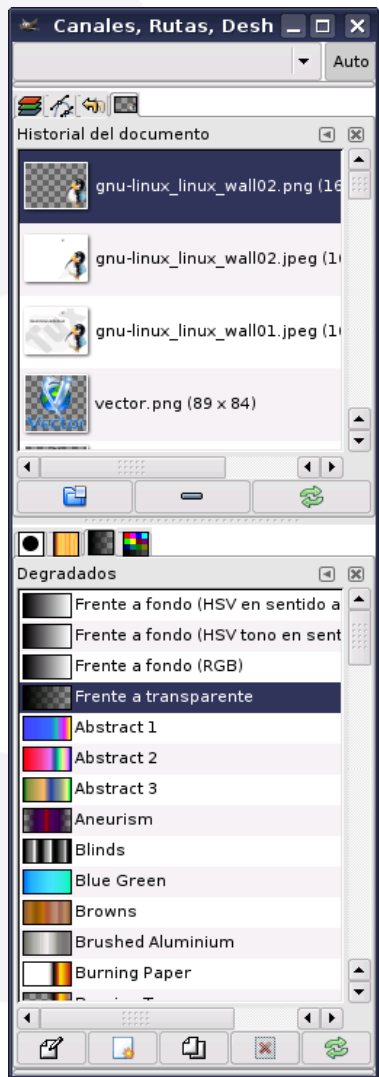 Canales, Rutas, Desh
Auto
Historial del documento
gnu-linux_linux_wall02.png (16
gnu-linux_linux_wall02.jpeg (1
gnu-linux_linux_wall01.jpeg (1
vector.png (89 x 84)
Degradados
Frente a fondo (HSV en sentido a
Frente a fondo (HSV tono en sent
Frente a fondo (RGB)
Frente a transparente
Abstract 1
Abstract 2
Abstract 3
Aneurism
Blinds
Blue Green
Browns
Brushed Aluminium
Burning Paper